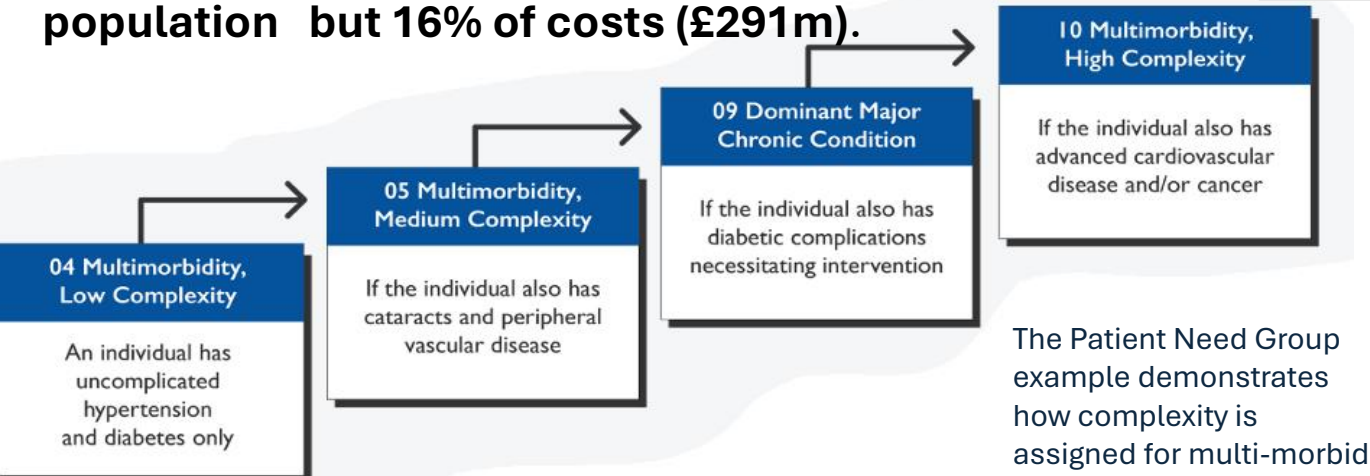 population but 16% of costs (£291m).
10 Multimorbidity,
High Complexity
If the individual also has
advanced cardiovascular
disease and/or cancer
09 Dominant Major
Chronic Condition
If the individual also has
diabetic complications
necessitating intervention
05 Multimorbidity,
Medium Complexity
If the individual also has
cataracts and peripheral
vascular disease
04 Multimorbidity,
Low Complexity
An individual has
uncomplicated
hypertension
and diabetes only
The Patient Need Group
example demonstrates
how complexity is
assigned for multi-morbid